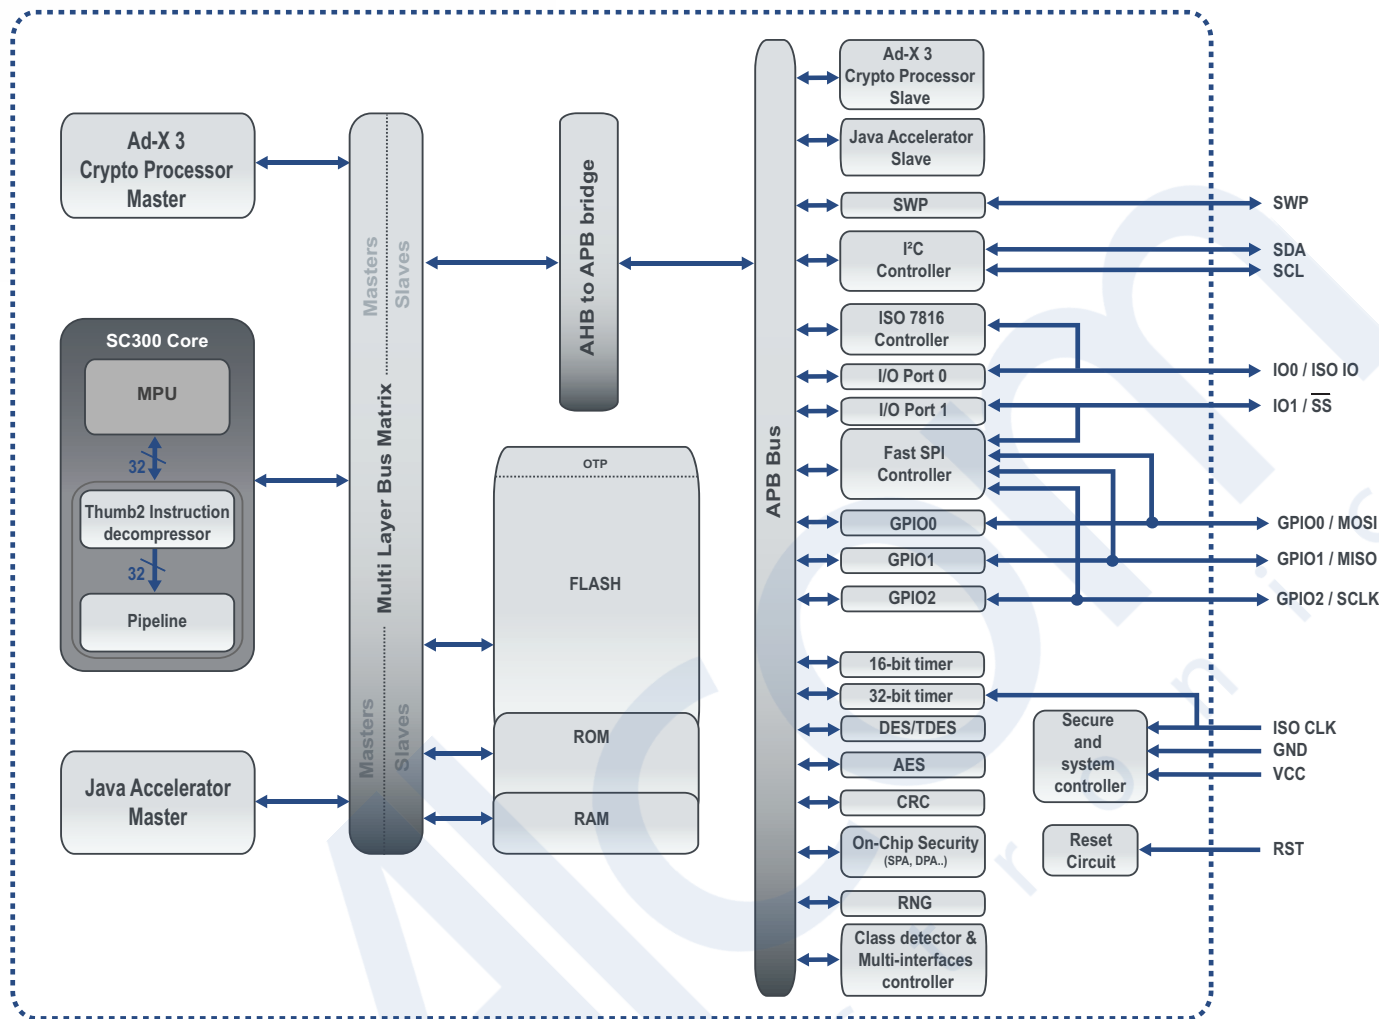 Ad-X 3
Crypto Processor
Master
SC300 Core
MPU
32
Thumb2 Instruction
decompressor
32
Pipeline
Java Accelerator
Master
Masters
Slaves
Multi Layer Bus Matrix
Masters
Slaves
AHB to APB bridge
OTP
FLASH
ROM
RAM
APB Bus
Ad-X 3
Crypto Processor
Slave
Java Accelerator
Slave
SWP
I²C
Controller
ISO 7816
Controller
I/O Port 0
I/O Port 1
Fast SPI
Controller
GPIO0
GPIO1
GPIO2
16-bit timer
32-bit timer
DES/TDES
AES
CRC
On-Chip Security
(SPA, DPA..)
RNG
Class detector &
Multi-interfaces
controller
Secure
and
system
controller
Reset
Circuit
SWP
SDA
SCL
IO0 / ISO IO
IO1 / SS
GPIO0 / MOSI
GPIO1 / MISO
GPIO2 / SCLK
ISO CLK
GND
VCC
RST